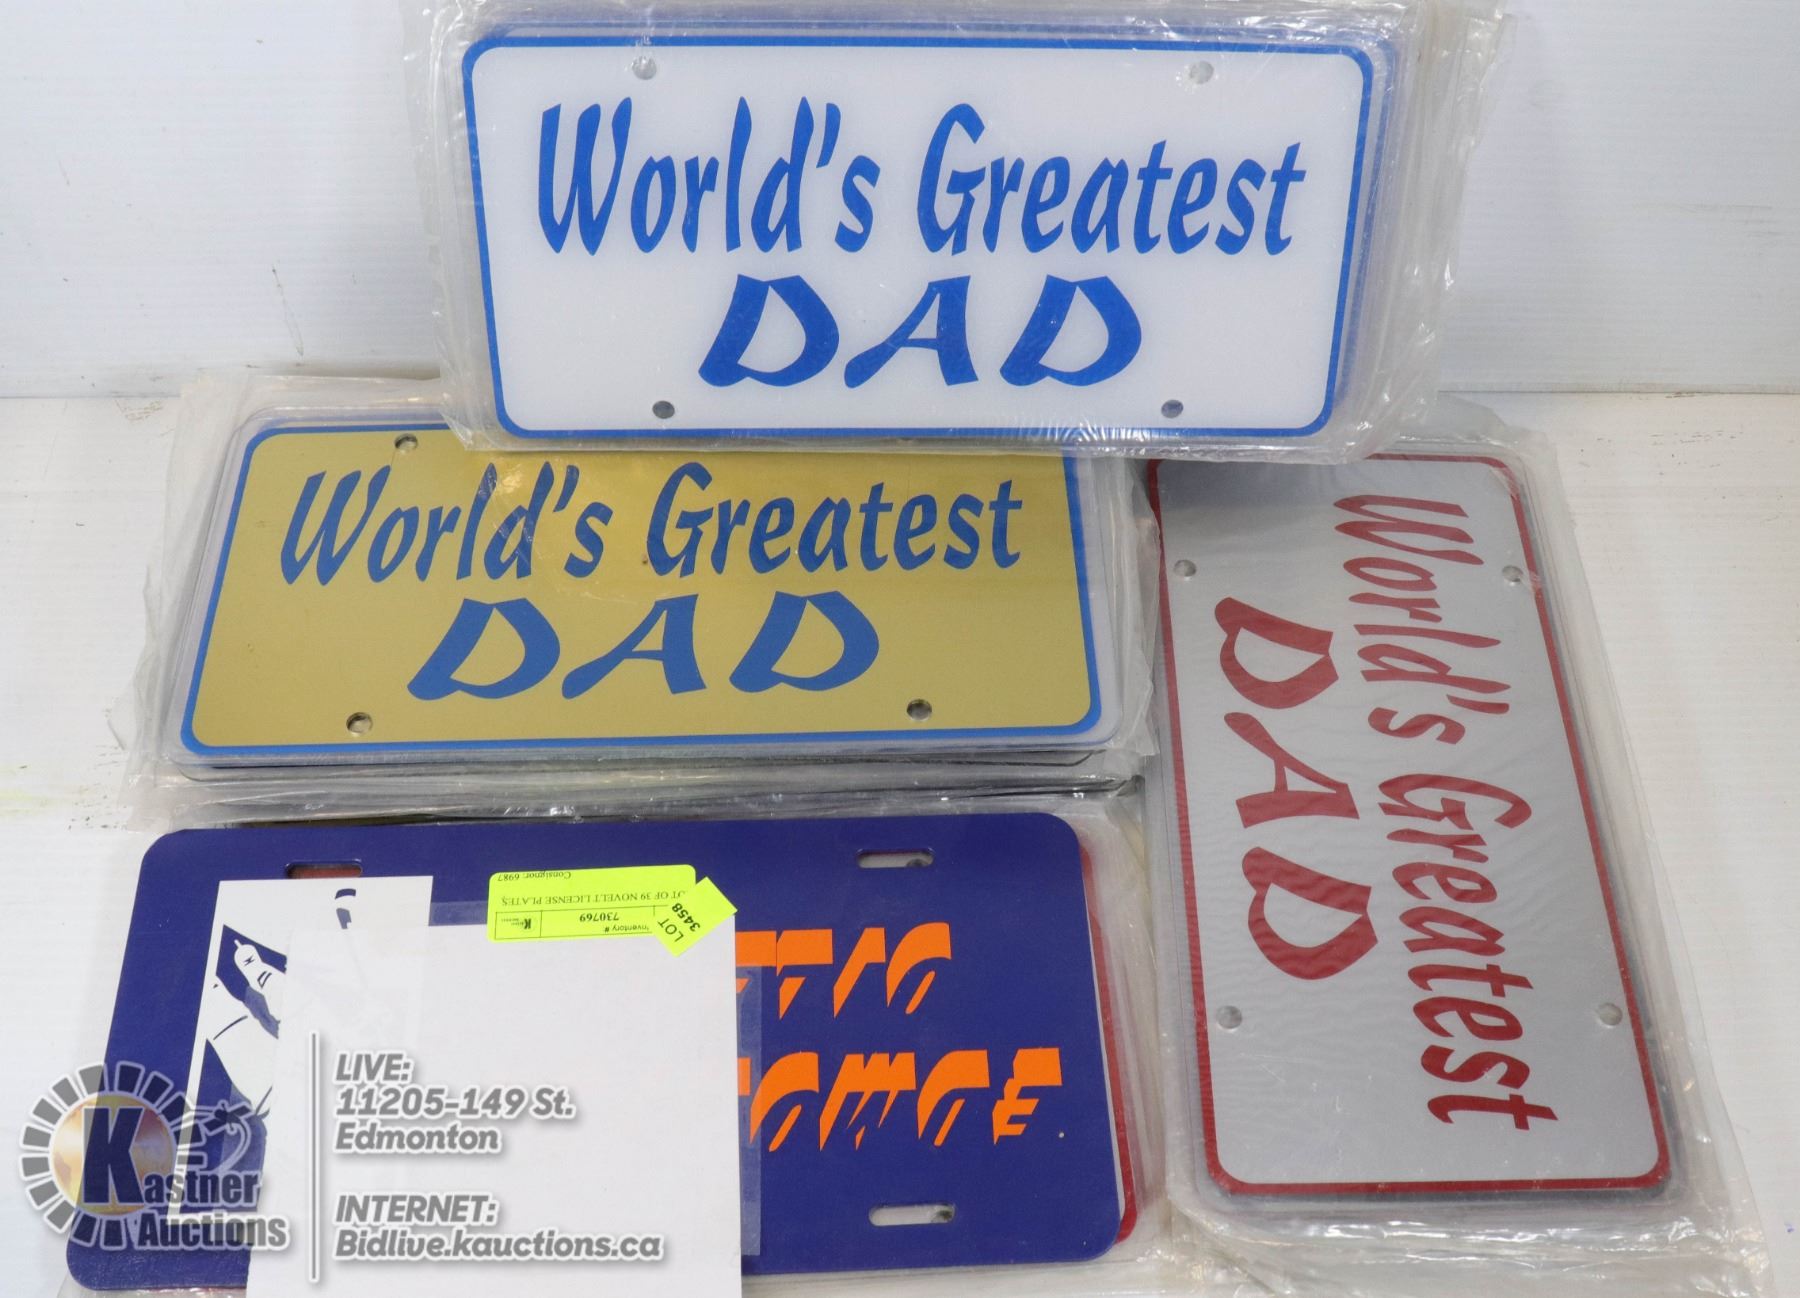 World's Greatest
DAD
World's Greatest
DAD
World's Greatest
DAD
LOT
3458
Inventory #
730769
OT OF 39 NOVELT LICENSE PLATES,
Consignor: 6987
K
Kastner
Auctions
LIVE:
11205-149 St.
Edmonton
INTERNET:
Bidlive.kauctions.ca